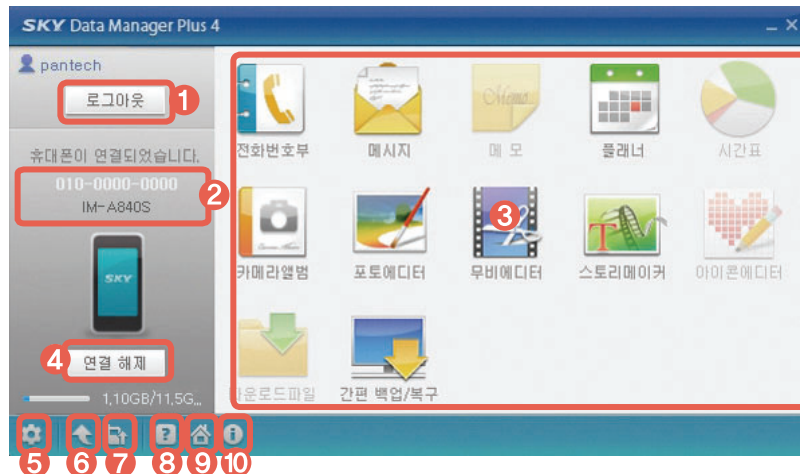 SKY Data Manager Plus 4
pantech
로그아웃 1
휴대폰이 연결되었습니다.
010-0000-0000
IM-A840S
2
SKY
4 연결 해제
1,10GB/11,5G...
전화번호부 메시지 메모 플래너 시간표
Memo
3
카메라앨범 포토에디터 무비에디터 스토리메이커 아이콘에디터
T
다운로드파일 간편 백업/복구
5 6 7 8 9 10